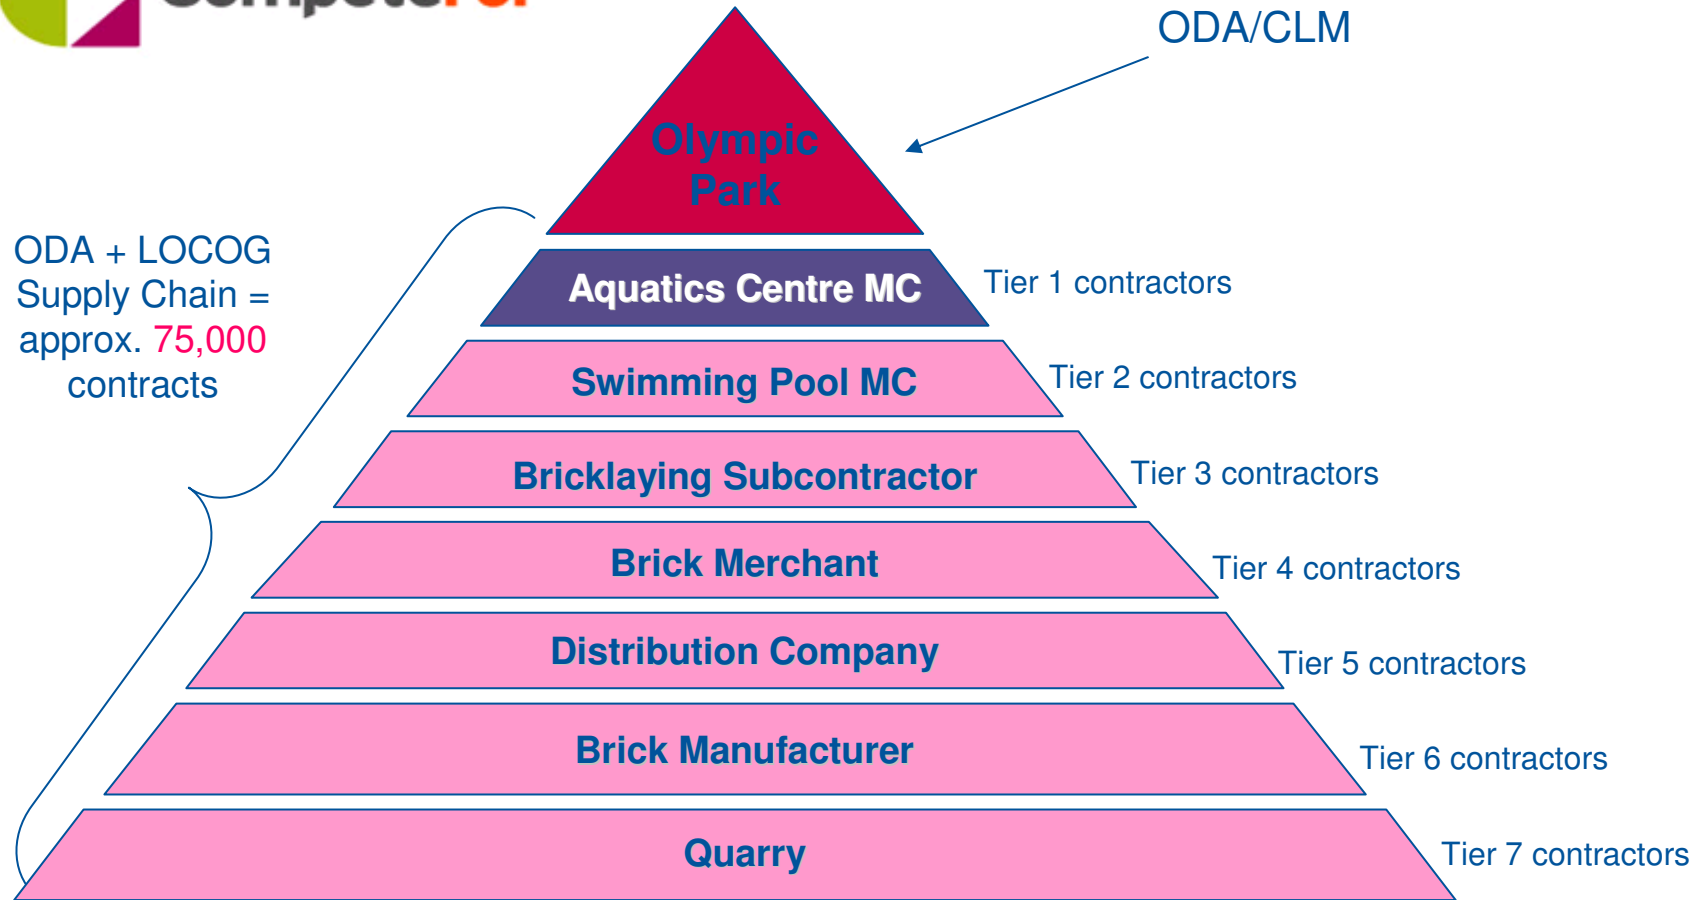 CompeteFor
ODA/CLM
Olympic
Park
ODA + LOCOG
Supply Chain =
approx. 75,000
contracts
Aquatics Centre MC
Tier 1 contractors
Swimming Pool MC
Tier 2 contractors
Bricklaying Subcontractor
Tier 3 contractors
Brick Merchant
Tier 4 contractors
Distribution Company
Tier 5 contractors
Brick Manufacturer
Tier 6 contractors
Quarry
Tier 7 contractors